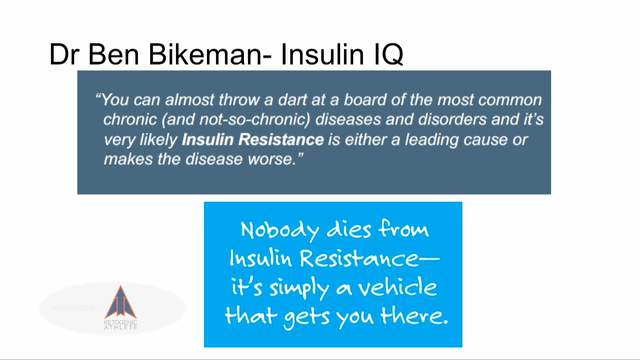 Dr Ben Bikeman- Insulin IQ
“You can almost throw a dart at a board of the most common
chronic (and not-so-chronic) diseases and disorders and it’s
very likely Insulin Resistance is either a leading cause or
makes the disease worse.”
Nobody dies from
Insulin Resistance—
it’s simply a vehicle
that gets you there.
KETOGENIC
ATHLETE